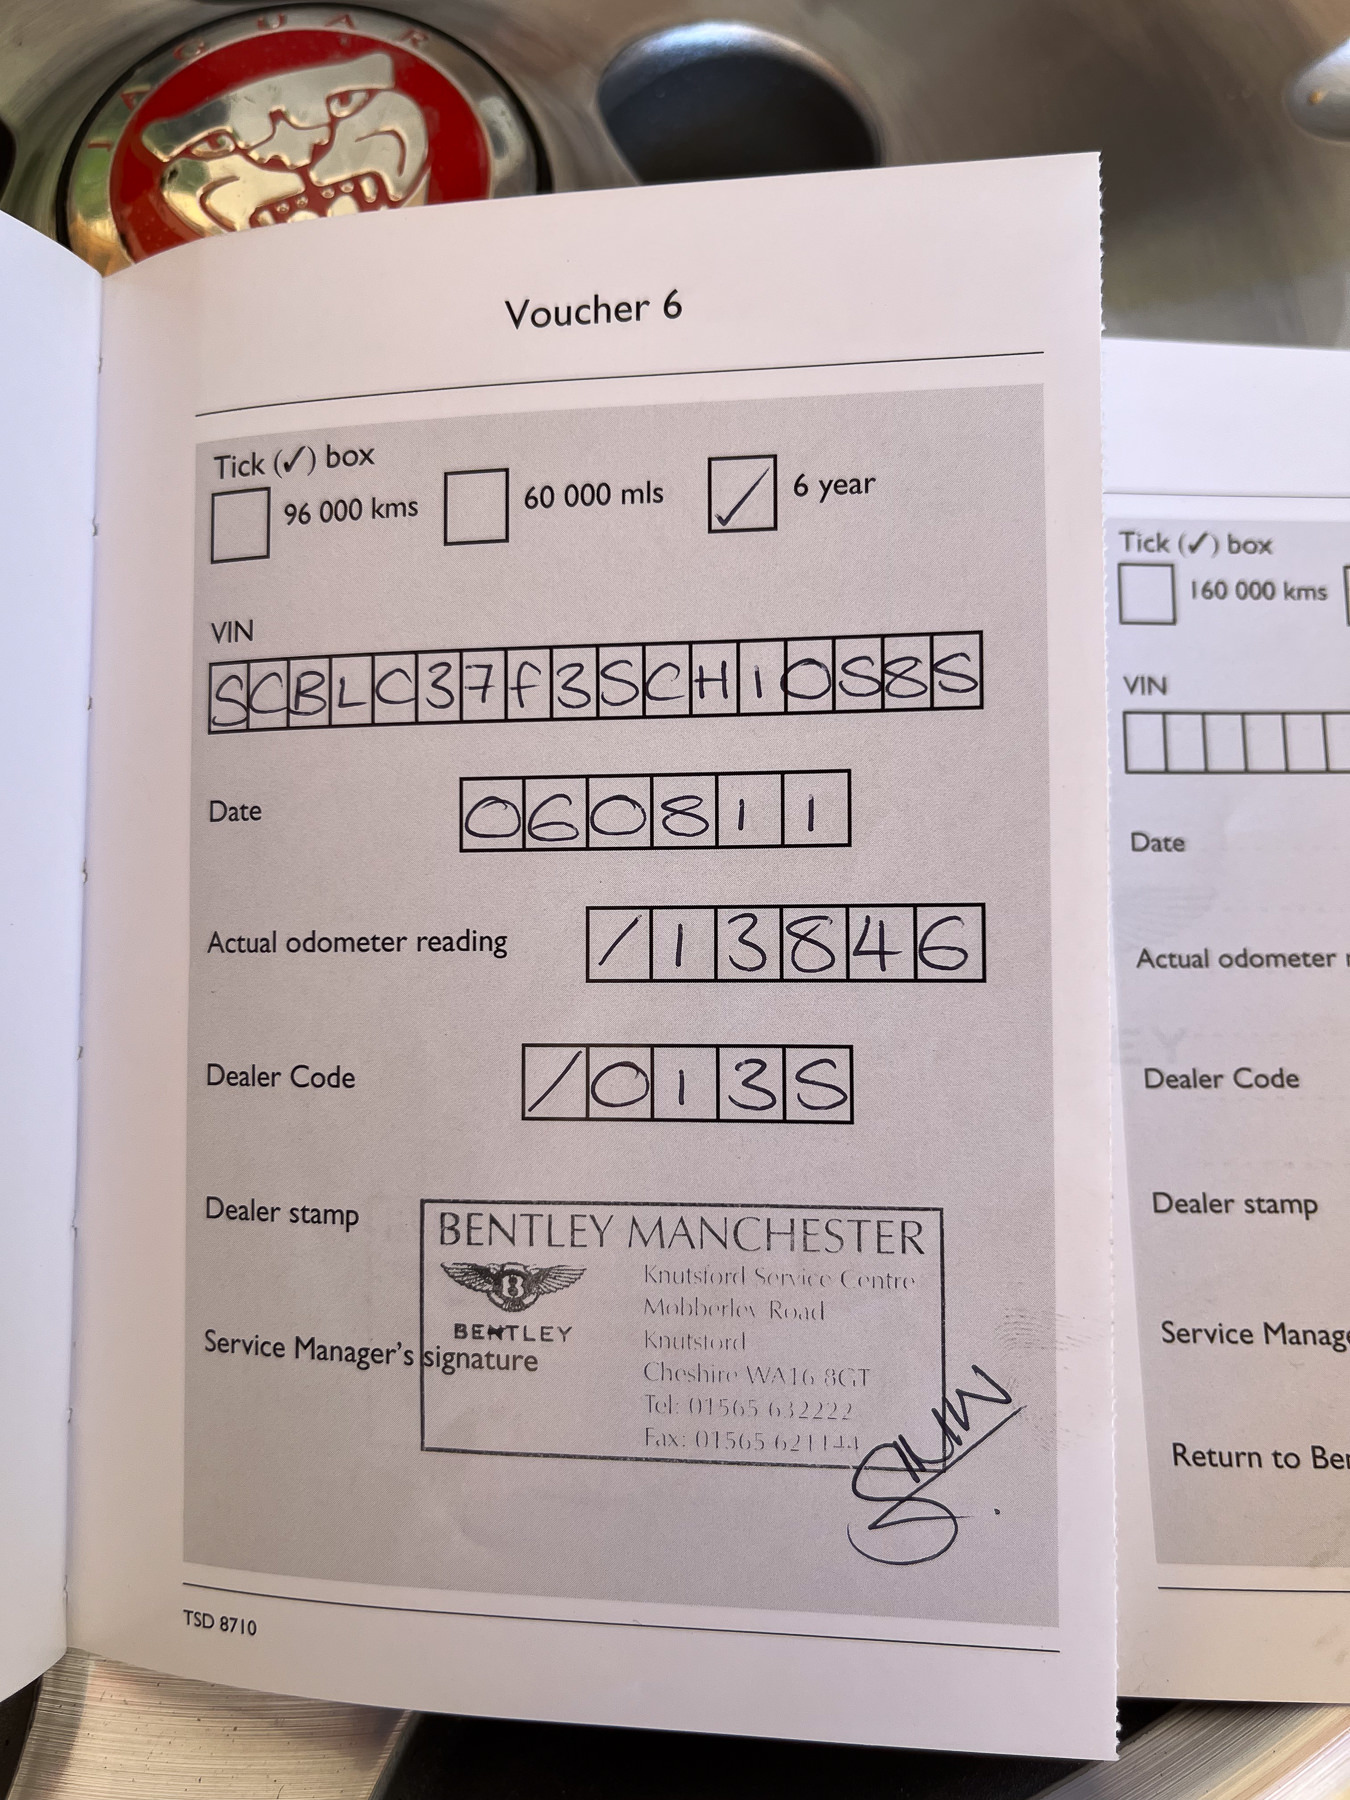 JAGUAR
Voucher 6
Tick (✓) box
96 000 kms
60 000 mls
✓ 6 year
VIN
SCBLC37F3SCH10585
Date
060811
Actual odometer reading
/13846
Dealer Code
/0135
Dealer stamp
BENTLEY MANCHESTER
BENTLEY
Knutsford Service Centre
Mobberley Road
Knutsford
Cheshire WA16 8GT
Tel: 01565 632222
Fax: 01565 621144
Service Manager's signature
TSD 8710
Tick (✓) box
160 000 kms
VIN
Date
Actual odometer
Dealer Code
Dealer stamp
Service Manage
Return to Ber